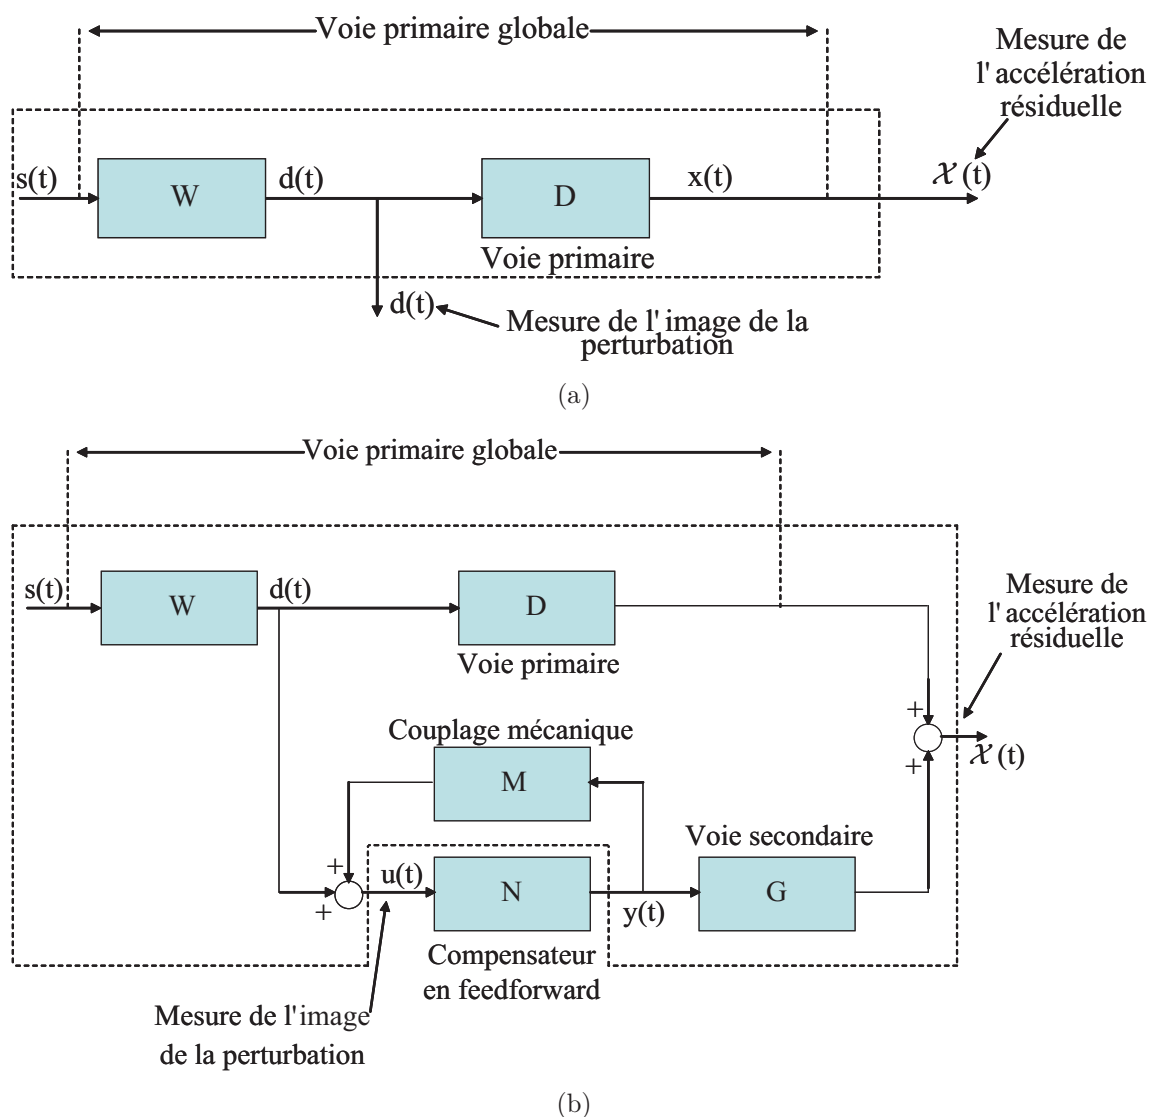 Voie primaire globale
Mesure de
l'accélération
résiduelle
s(t)
W
d(t)
D
x(t)
𝒳(t)
Voie primaire
d(t)
Mesure de l'image de la
perturbation
(a)
Voie primaire globale
s(t)
W
d(t)
D
Voie primaire
Mesure de
l'accélération
résiduelle
Couplage mécanique
M
+
+
𝒳(t)
Voie secondaire
+
+
u(t)
N
y(t)
G
Compensateur
en feedforward
Mesure de l'image
de la perturbation
(b)